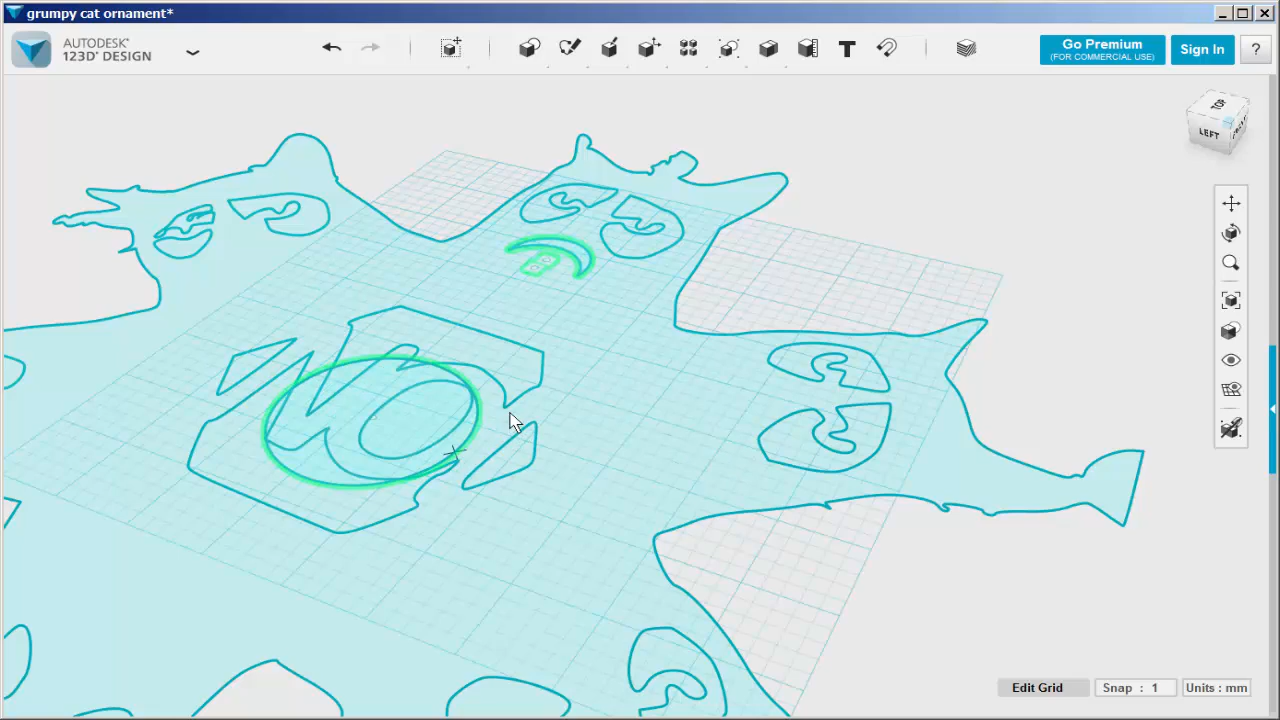 grumpy cat ornament*
AUTODESK®
123D® DESIGN
Go Premium
(FOR COMMERCIAL USE)
Sign In
?
TOP
LEFT
NO
Edit Grid
Snap : 1
Units : mm